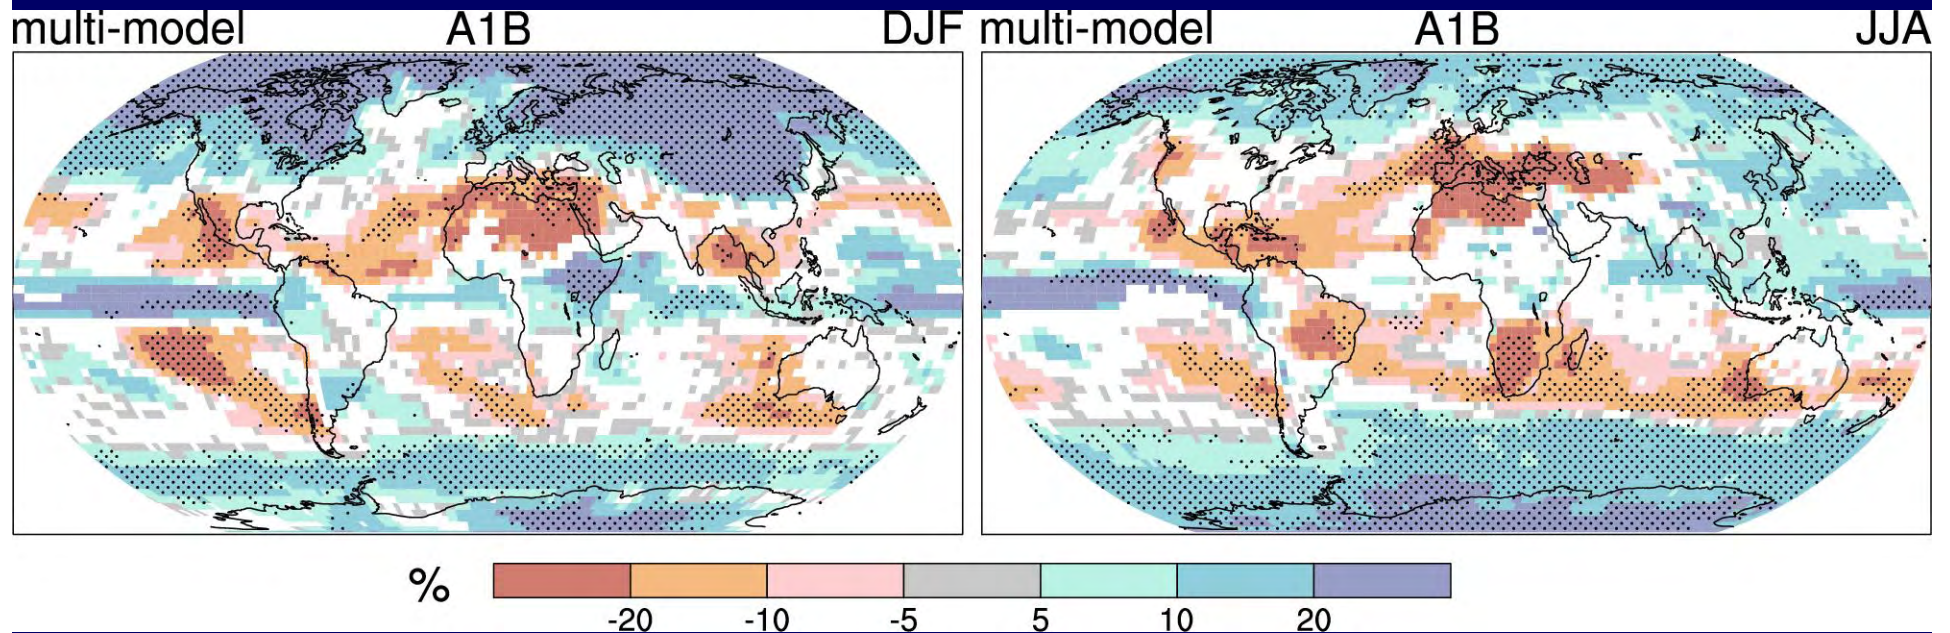 multi-model A1B DJF
multi-model A1B JJA
%
-20 -10 -5 5 10 20